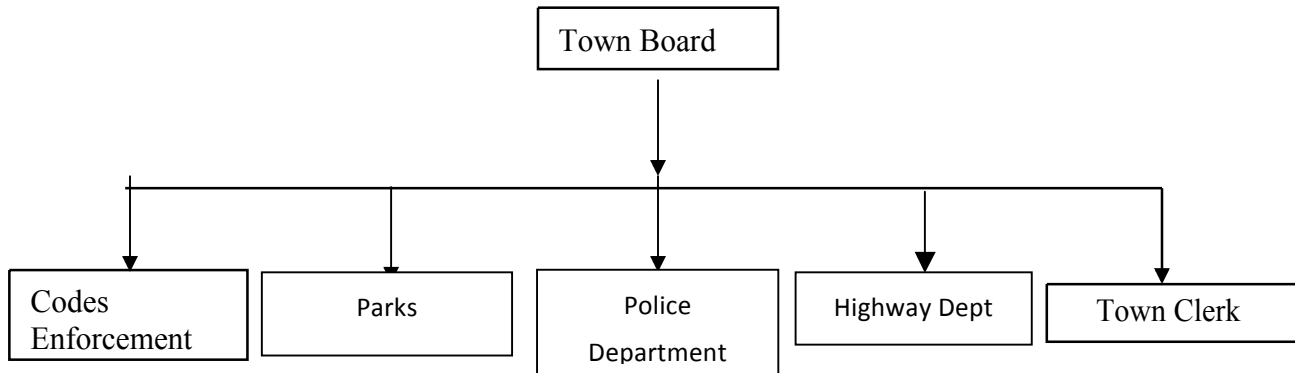 Town Board
Codes
Enforcement
Parks
Police
Department
Highway Dept
Town Clerk